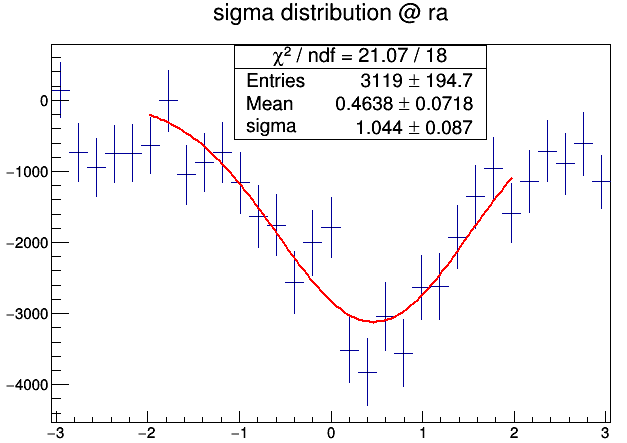 sigma distribution @ ra
χ² / ndf = 21.07 / 18
Entries 3119 ± 194.7
Mean 0.4638 ± 0.0718
sigma 1.044 ± 0.087
0
−1000
−2000
−3000
−4000
−3 −2 −1 0 1 2 3